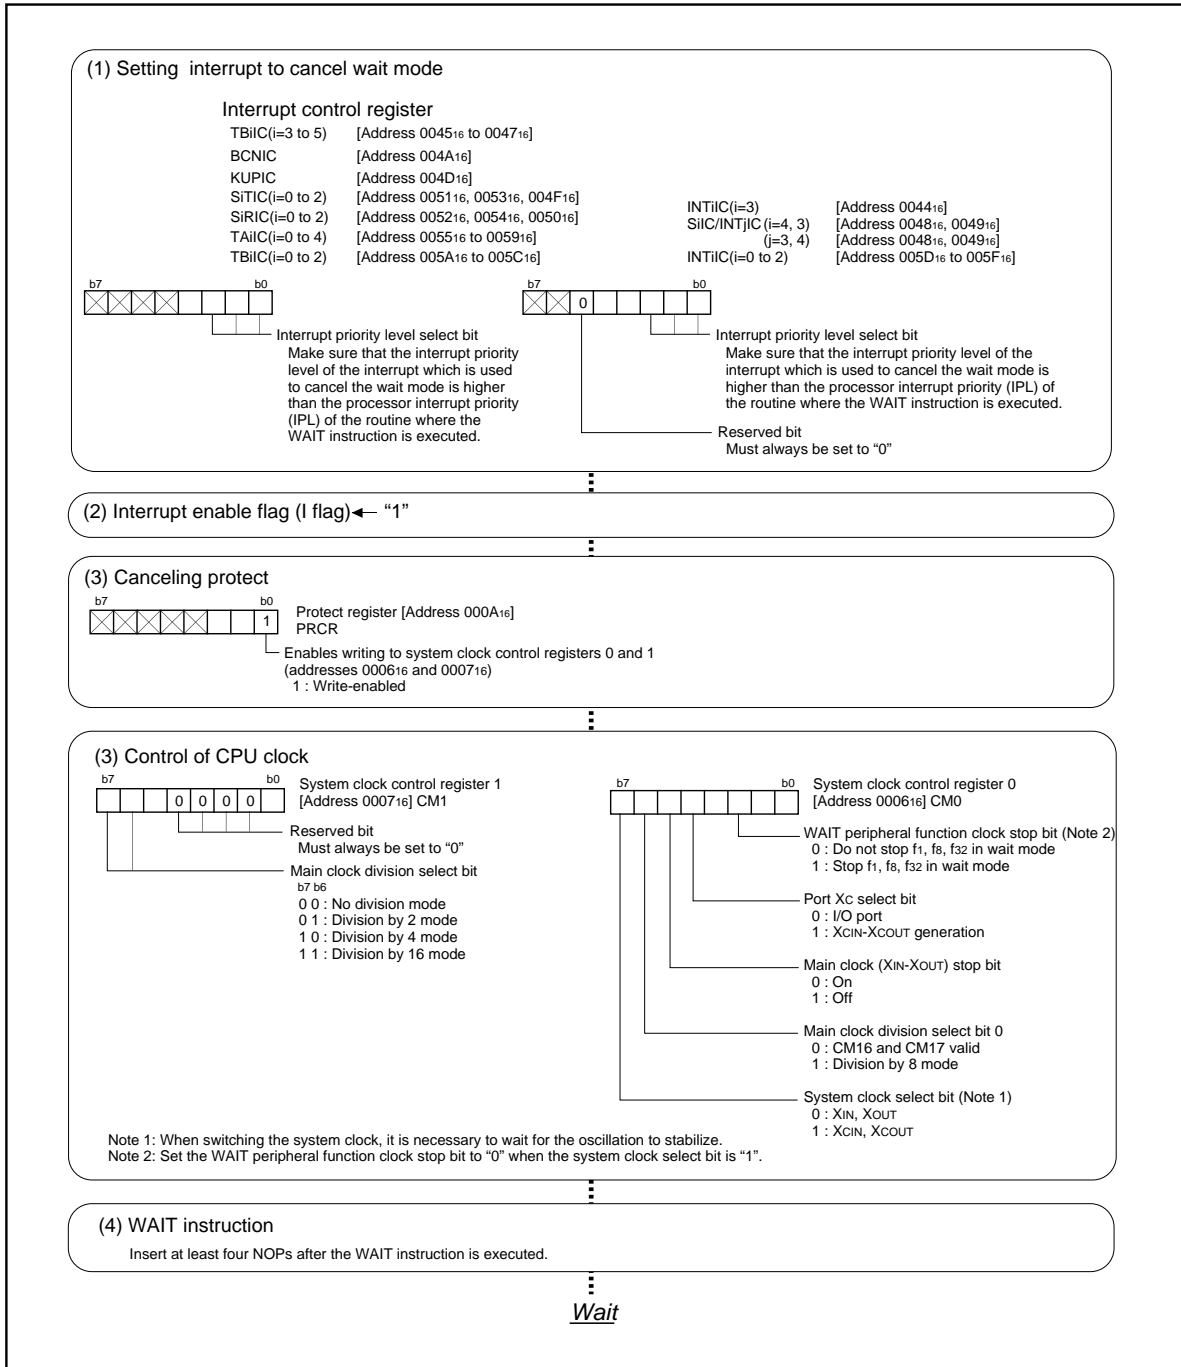 (1) Setting interrupt to cancel wait mode
Interrupt control register
TBiIC(i=3 to 5) [Address 004516 to 004716]
BCNIC [Address 004A16]
KUPIC [Address 004D16]
SiTIC(i=0 to 2) [Address 005116, 005316, 004F16]
SiRIC(i=0 to 2) [Address 005216, 005416, 005016]
TAiIC(i=0 to 4) [Address 005516 to 005916]
TBiIC(i=0 to 2) [Address 005A16 to 005C16]
INTiIC(i=3) [Address 004416]
SiIC/INTjIC (i=4, 3) [Address 004816, 004916]
(j=3, 4) [Address 004816, 004916]
INTiIC(i=0 to 2) [Address 005D16 to 005F16]
b7 b0
Interrupt priority level select bit
Make sure that the interrupt priority
level of the interrupt which is used
to cancel the wait mode is higher
than the processor interrupt priority
(IPL) of the routine where the
WAIT instruction is executed.
b7 b0
0
Interrupt priority level select bit
Make sure that the interrupt priority level of the
interrupt which is used to cancel the wait mode is
higher than the processor interrupt priority (IPL) of
the routine where the WAIT instruction is executed.
Reserved bit
Must always be set to “0”
(2) Interrupt enable flag (I flag) ← “1”
(3) Canceling protect
b7 b0
1
Protect register [Address 000A16]
PRCR
Enables writing to system clock control registers 0 and 1
(addresses 000616 and 000716)
1 : Write-enabled
(3) Control of CPU clock
b7 b0
0 0 0 0
System clock control register 1
[Address 000716] CM1
Reserved bit
Must always be set to “0”
Main clock division select bit
b7 b6
0 0 : No division mode
0 1 : Division by 2 mode
1 0 : Division by 4 mode
1 1 : Division by 16 mode
b7 b0
System clock control register 0
[Address 000616] CM0
WAIT peripheral function clock stop bit (Note 2)
0 : Do not stop f1, f8, f32 in wait mode
1 : Stop f1, f8, f32 in wait mode
Port XC select bit
0 : I/O port
1 : XCIN-XCOUT generation
Main clock (XIN-XOUT) stop bit
0 : On
1 : Off
Main clock division select bit 0
0 : CM16 and CM17 valid
1 : Division by 8 mode
System clock select bit (Note 1)
0 : XIN, XOUT
1 : XCIN, XCOUT
Note 1: When switching the system clock, it is necessary to wait for the oscillation to stabilize.
Note 2: Set the WAIT peripheral function clock stop bit to “0” when the system clock select bit is “1”.
(4) WAIT instruction
Insert at least four NOPs after the WAIT instruction is executed.
Wait